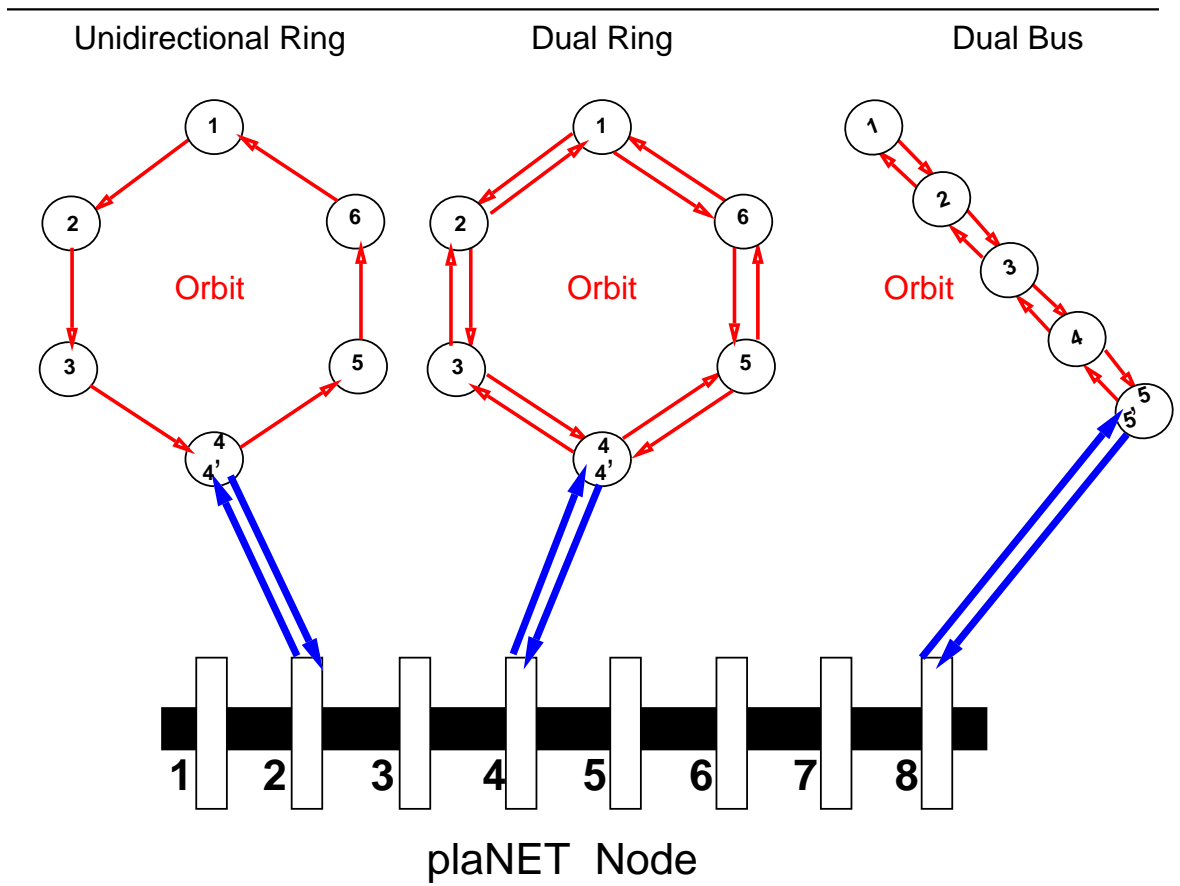 Unidirectional Ring
Dual Ring
Dual Bus
1
2
3
4
4'
5
6
Orbit
1
2
3
4
4'
5
6
Orbit
1
2
3
4
5
5'
Orbit
1 2 3 4 5 6 7 8
plaNET Node